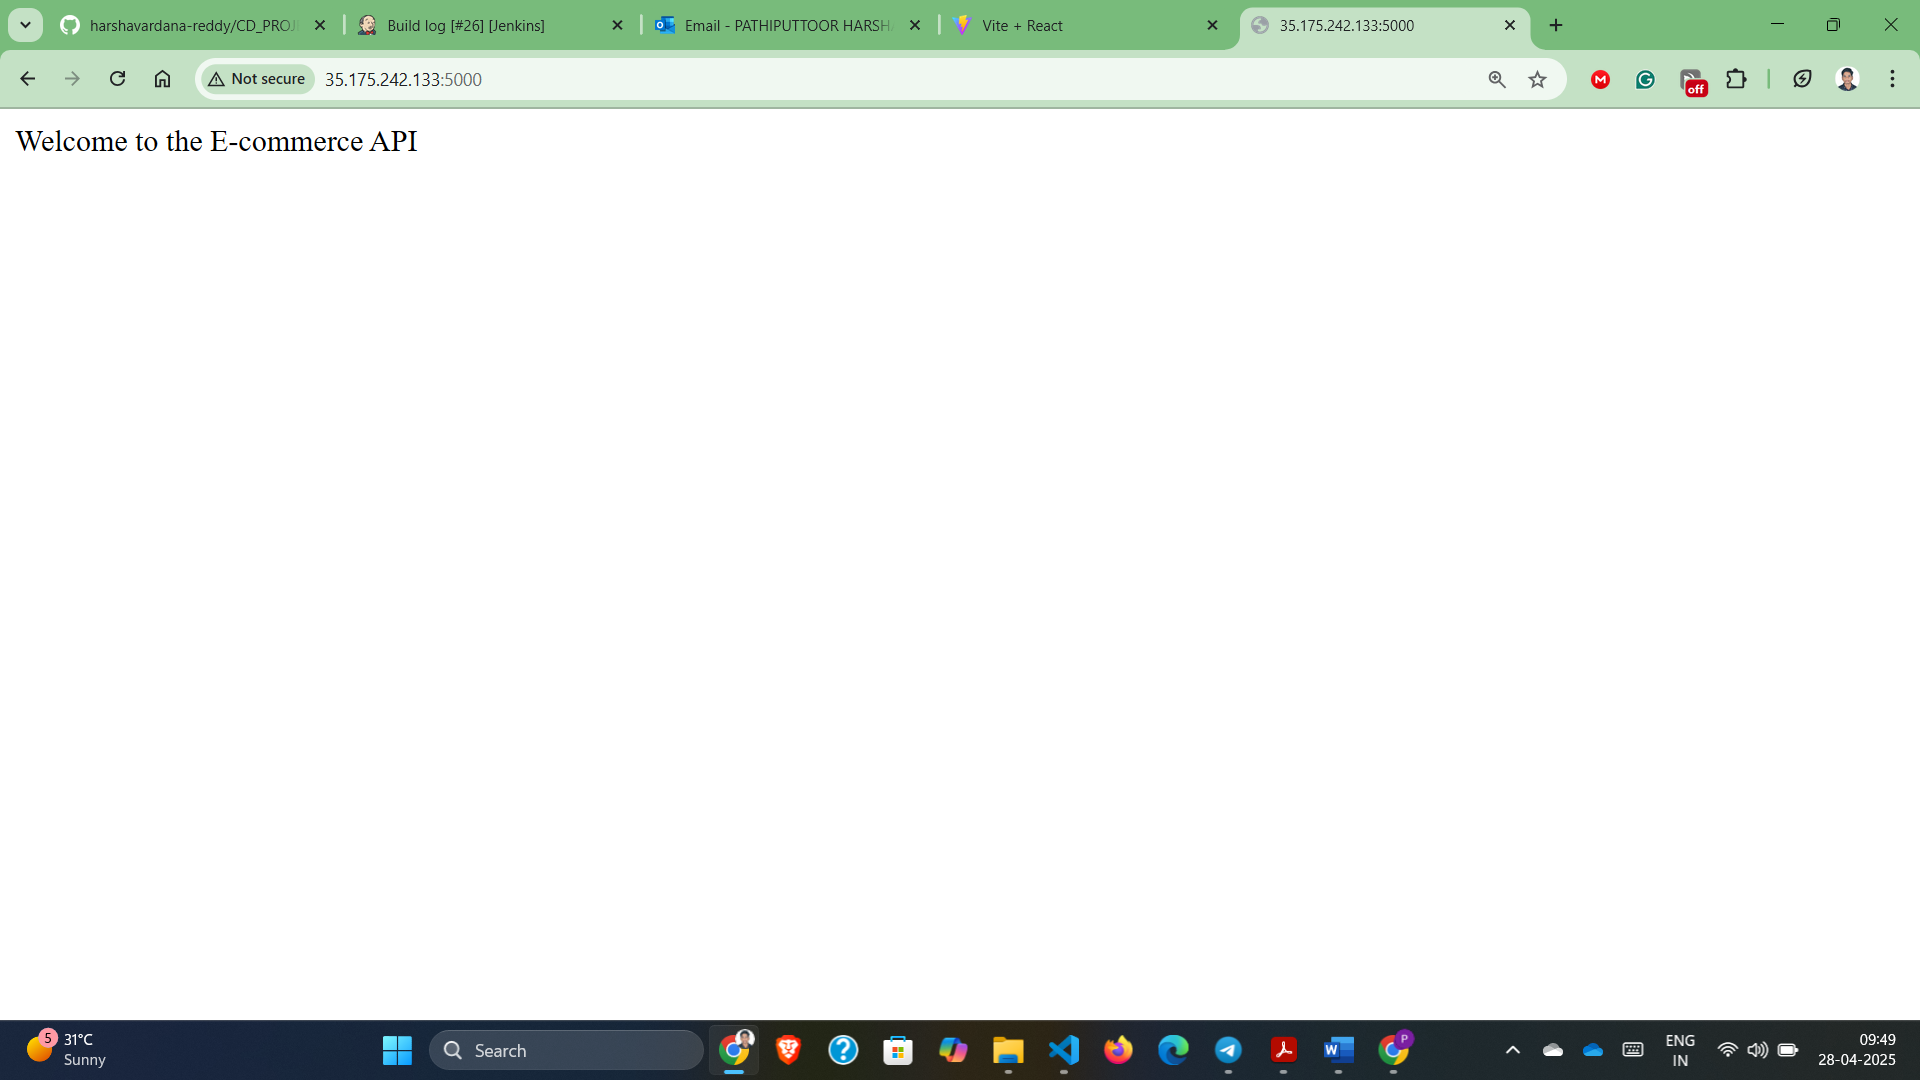 harshavardana-reddy/CD_PROJ
Build log [#26] [Jenkins]
Email - PATHIPUTTOOR HARSHA
Vite + React
35.175.242.133:5000
Not secure
35.175.242.133:5000
off
Welcome to the E-commerce API
5
31°C
Sunny
Search
P
ENG
IN
09:49
28-04-2025